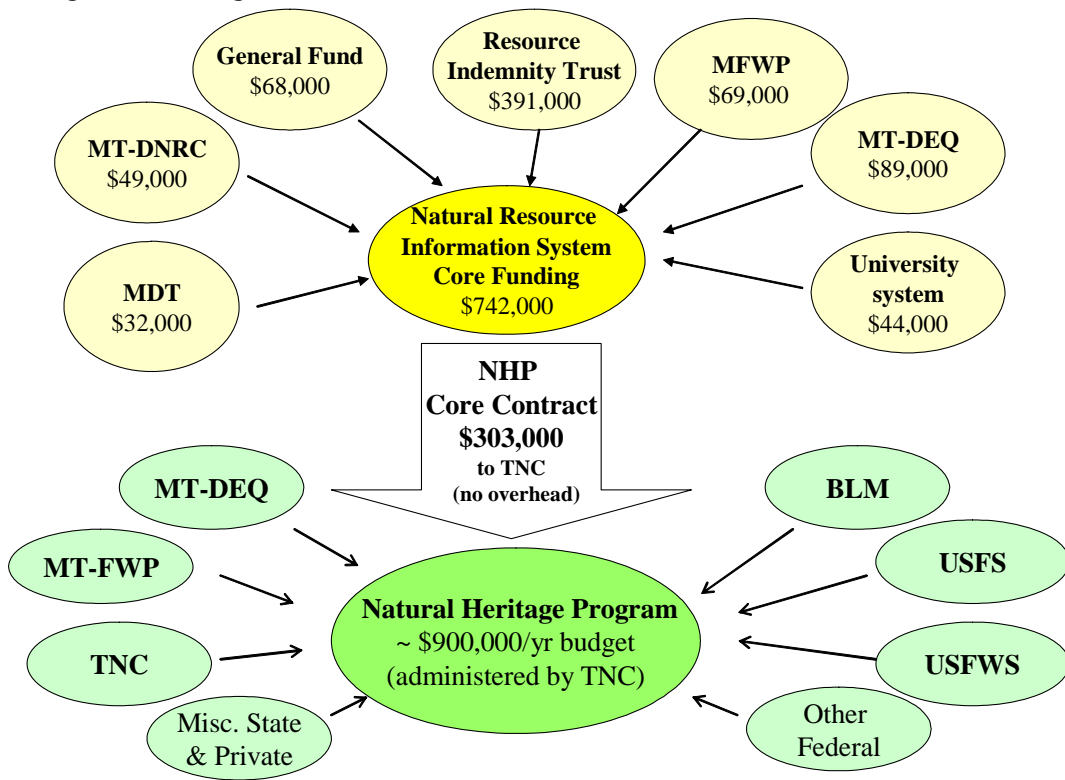 General Fund
$68,000
Resource
Indemnity Trust
$391,000
MFWP
$69,000
MT-DNRC
$49,000
MT-DEQ
$89,000
MDT
$32,000
Natural Resource
Information System
Core Funding
$742,000
University
system
$44,000
NHP
Core Contract
$303,000
to TNC
(no overhead)
MT-DEQ
BLM
MT-FWP
USFS
TNC
Natural Heritage Program
~ $900,000/yr budget
(administered by TNC)
USFWS
Misc. State
& Private
Other
Federal